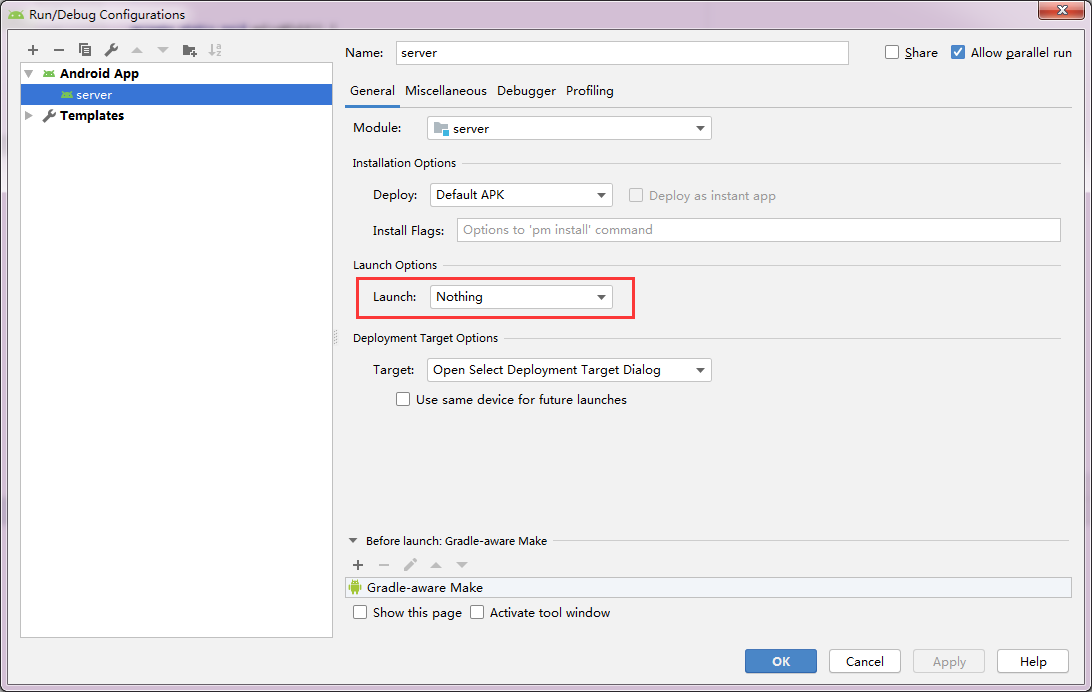 Run/Debug Configurations
Name: server Share Allow parallel run
Android App
server
Templates
General Miscellaneous Debugger Profiling
Module: server
Installation Options
Deploy: Default APK Deploy as instant app
Install Flags: Options to 'pm install' command
Launch Options
Launch: Nothing
Deployment Target Options
Target: Open Select Deployment Target Dialog
Use same device for future launches
Before launch: Gradle-aware Make
Gradle-aware Make
Show this page Activate tool window
OK Cancel Apply Help